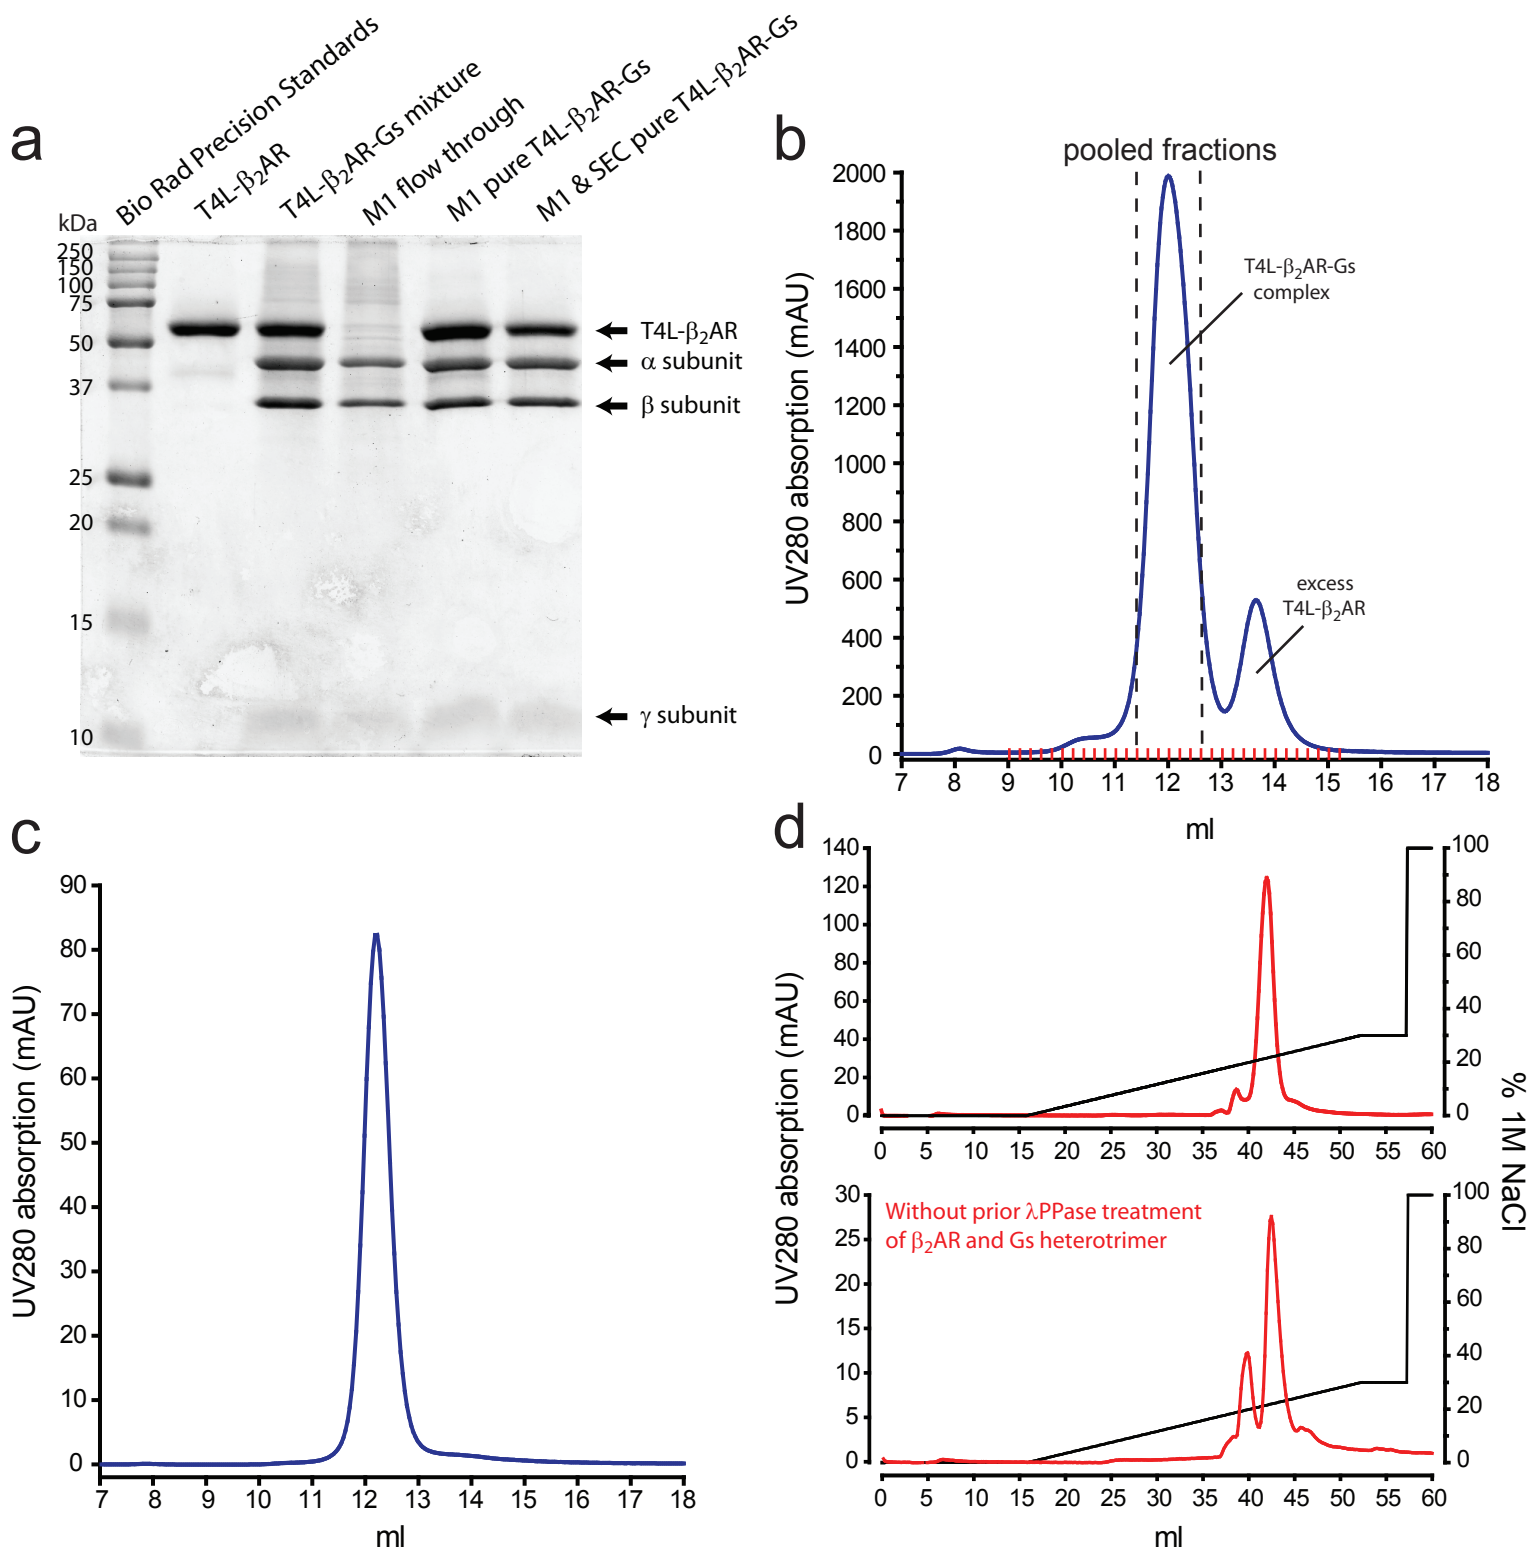 a
kDa
Bio Rad Precision Standards
T4L-β₂AR
T4L-β₂AR-Gs mixture
M1 flow through
M1 pure T4L-β₂AR-Gs
M1 & SEC pure T4L-β₂AR-Gs
250
150
100
75
50
37
25
20
15
10
T4L-β₂AR
α subunit
β subunit
γ subunit
b
pooled fractions
UV280 absorption (mAU)
2000
1800
1600
1400
1200
1000
800
600
400
200
0
T4L-β₂AR-Gs
complex
excess
T4L-β₂AR
7 8 9 10 11 12 13 14 15 16 17 18
ml
c
UV280 absorption (mAU)
90
80
70
60
50
40
30
20
10
0
7 8 9 10 11 12 13 14 15 16 17 18
ml
d
UV280 absorption (mAU)
140
120
100
80
60
40
20
0
100
80
60
40
20
0
0 5 10 15 20 25 30 35 40 45 50 55 60
% 1M NaCl
30
25
20
15
10
5
0
Without prior λPPase treatment
of β₂AR and Gs heterotrimer
100
80
60
40
20
0
0 5 10 15 20 25 30 35 40 45 50 55 60
ml